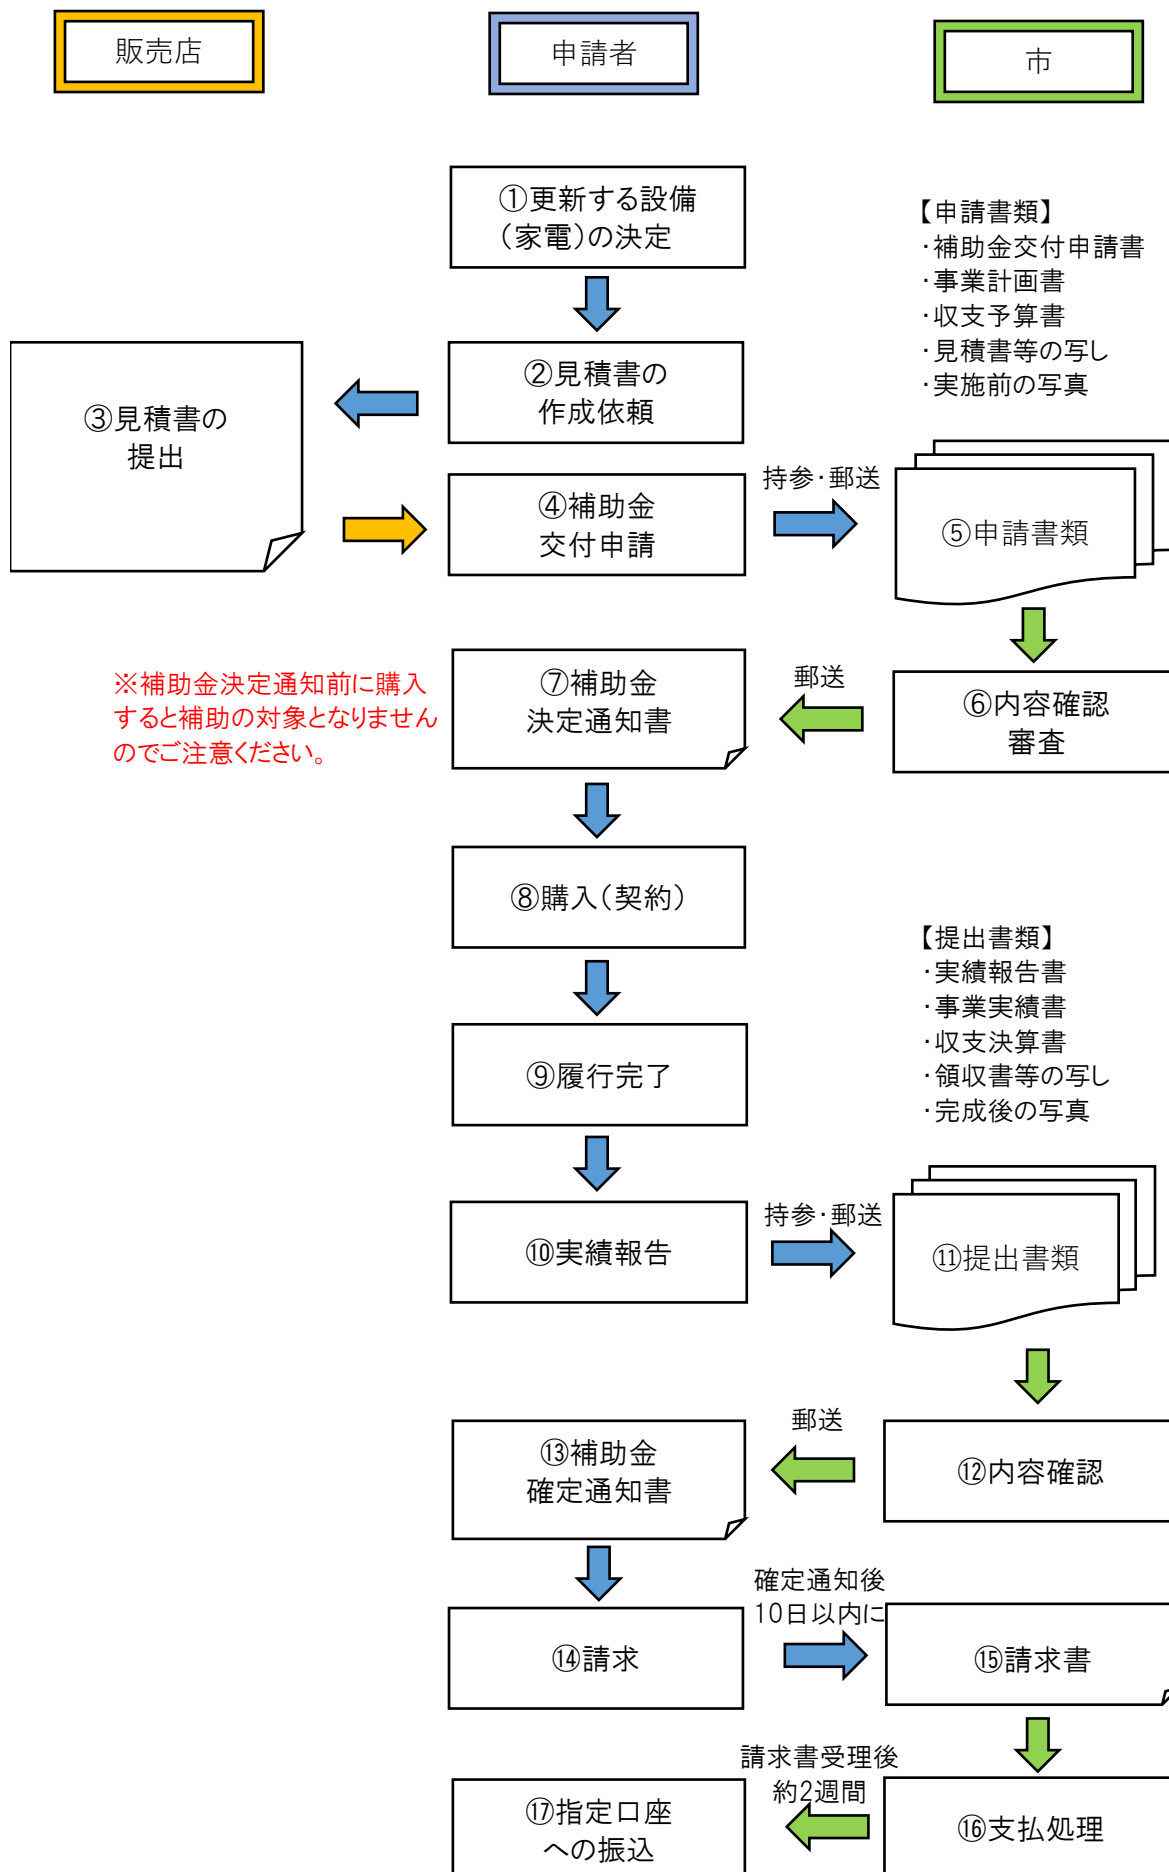 販売店
申請者
市
①更新する設備
(家電)の決定
【申請書類】
・補助金交付申請書
・事業計画書
・収支予算書
・見積書等の写し
・実施前の写真
②見積書の
作成依頼
③見積書の
提出
④補助金
交付申請
持参・郵送
⑤申請書類
※補助金決定通知前に購入
すると補助の対象となりません
のでご注意ください。
⑦補助金
決定通知書
郵送
⑥内容確認
審査
⑧購入(契約)
【提出書類】
・実績報告書
・事業実績書
・収支決算書
・領収書等の写し
・完成後の写真
⑨履行完了
⑩実績報告
持参・郵送
⑪提出書類
⑬補助金
確定通知書
郵送
⑫内容確認
⑭請求
確定通知後
10日以内に
⑮請求書
請求書受理後
約2週間
⑰指定口座
への振込
⑯支払処理